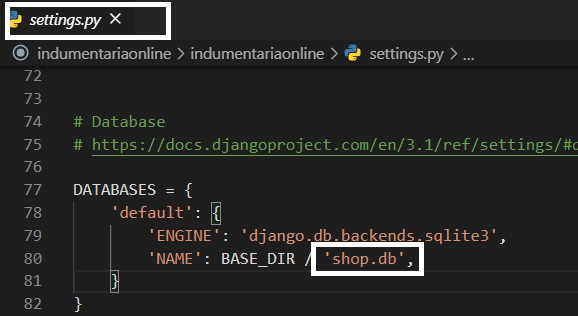 settings.py ×
indumentariaonline > indumentariaonline > settings.py > ...
72
73
74 # Database
75 # https://docs.djangoproject.com/en/3.1/ref/settings/#d
76
77 DATABASES = {
78 'default': {
79 'ENGINE': 'django.db.backends.sqlite3',
80 'NAME': BASE_DIR / 'shop.db',
81 }
82 }